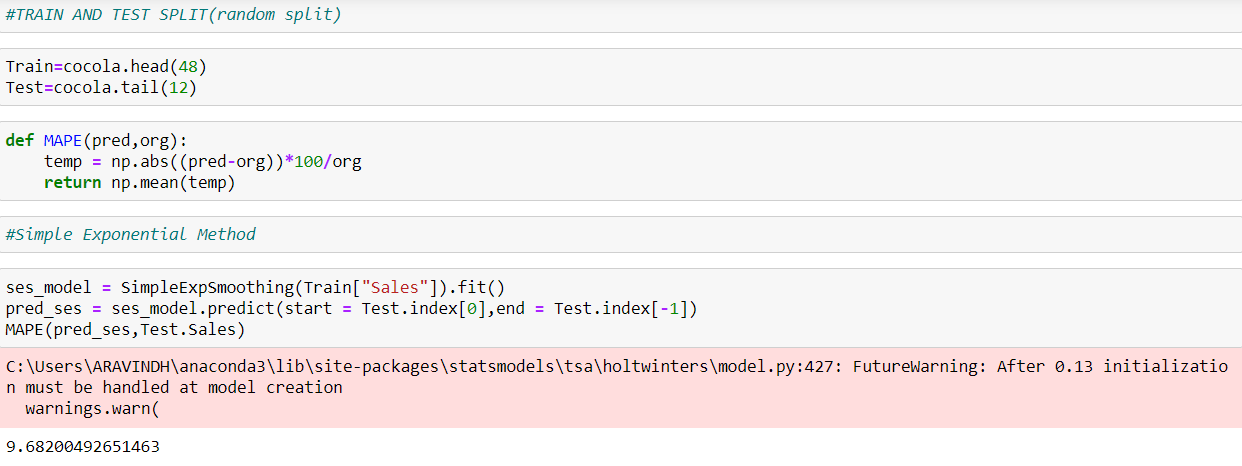 #TRAIN AND TEST SPLIT(random split)
Train=cocola.head(48)
Test=cocola.tail(12)
def MAPE(pred,org):
    temp = np.abs((pred-org))*100/org
    return np.mean(temp)
#Simple Exponential Method
ses_model = SimpleExpSmoothing(Train["Sales"]).fit()
pred_ses = ses_model.predict(start = Test.index[0],end = Test.index[-1])
MAPE(pred_ses,Test.Sales)
C:\Users\ARAVINDH\anaconda3\lib\site-packages\statsmodels\tsa\holtwinters\model.py:427: FutureWarning: After 0.13 initializatio
n must be handled at model creation
  warnings.warn(
9.68200492651463